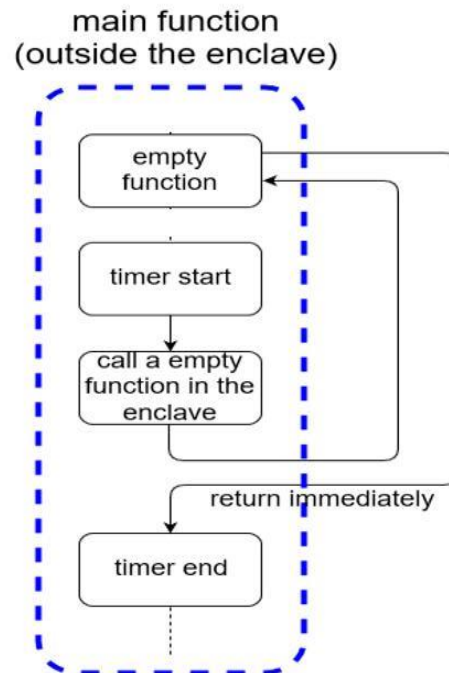 main function
(outside the enclave)
empty
function
timer start
call a empty
function in the
enclave
return immediately
timer end